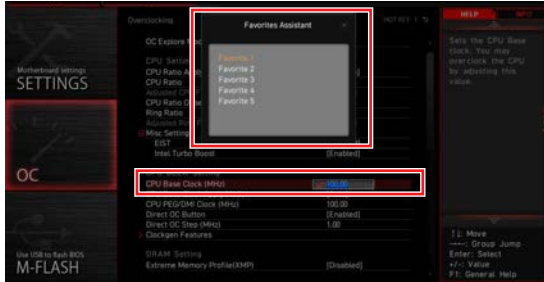 Overclocking
HOT KEY
HELP
INFO
Favorites Assistant
Favorite 1
Favorite 2
Favorite 3
Favorite 4
Favorite 5
OC Explore
CPU Ratio
CPU Ratio
Ring Ratio
Misc Setting
EIST
Intel Turbo Boost [Enabled]
CPU Base Clock (MHz) 100.00
CPU PEG/DMI Clock (MHz) 100.00
Direct OC Button [Enabled]
Direct OC Step (MHz) 1.00
Clockgen Features
DRAM Setting
Extreme Memory Profile(XMP) [Disabled]
Motherboard settings
SETTINGS
OC
Use USB to flash BIOS
M-FLASH
Sets the CPU Base
clock. You may
overclock the CPU
by adjusting this
value.
↑↓: Move
Group Jump
Enter: Select
+/-: Value
F1: General Help